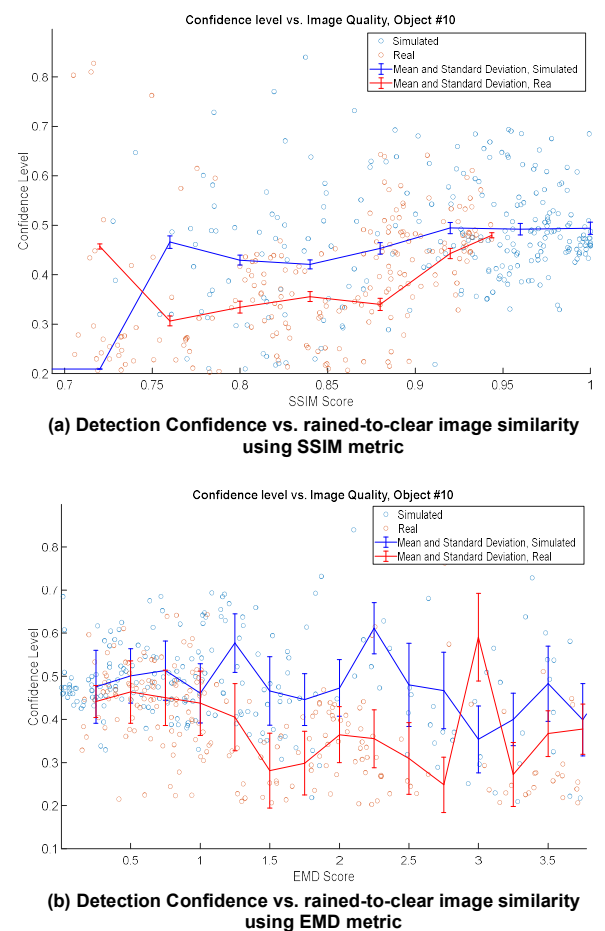 Confidence level vs. Image Quality, Object #10
Simulated
Real
Mean and Standard Deviation, Simulated
Mean and Standard Deviation, Rea
Confidence Level
0.8
0.7
0.6
0.5
0.4
0.3
0.2
0.7
0.75
0.8
0.85
0.9
0.95
1
SSIM Score
(a) Detection Confidence vs. rained-to-clear image similarity
using SSIM metric
Confidence level vs. Image Quality, Object #10
Simulated
Real
Mean and Standard Deviation, Simulated
Mean and Standard Deviation, Real
Confidence Level
0.8
0.7
0.6
0.5
0.4
0.3
0.2
0.1
0.5
1
1.5
2
2.5
3
3.5
EMD Score
(b) Detection Confidence vs. rained-to-clear image similarity
using EMD metric